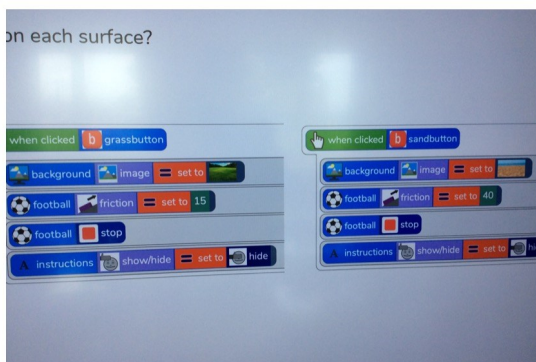 on each surface?
when clicked b grassbutton
background image = set to
football friction = set to 15
football stop
A instructions show/hide = set to hide
when clicked b sandbutton
background image = set to
football friction = set to 40
football stop
A instructions show/hide = set to hi